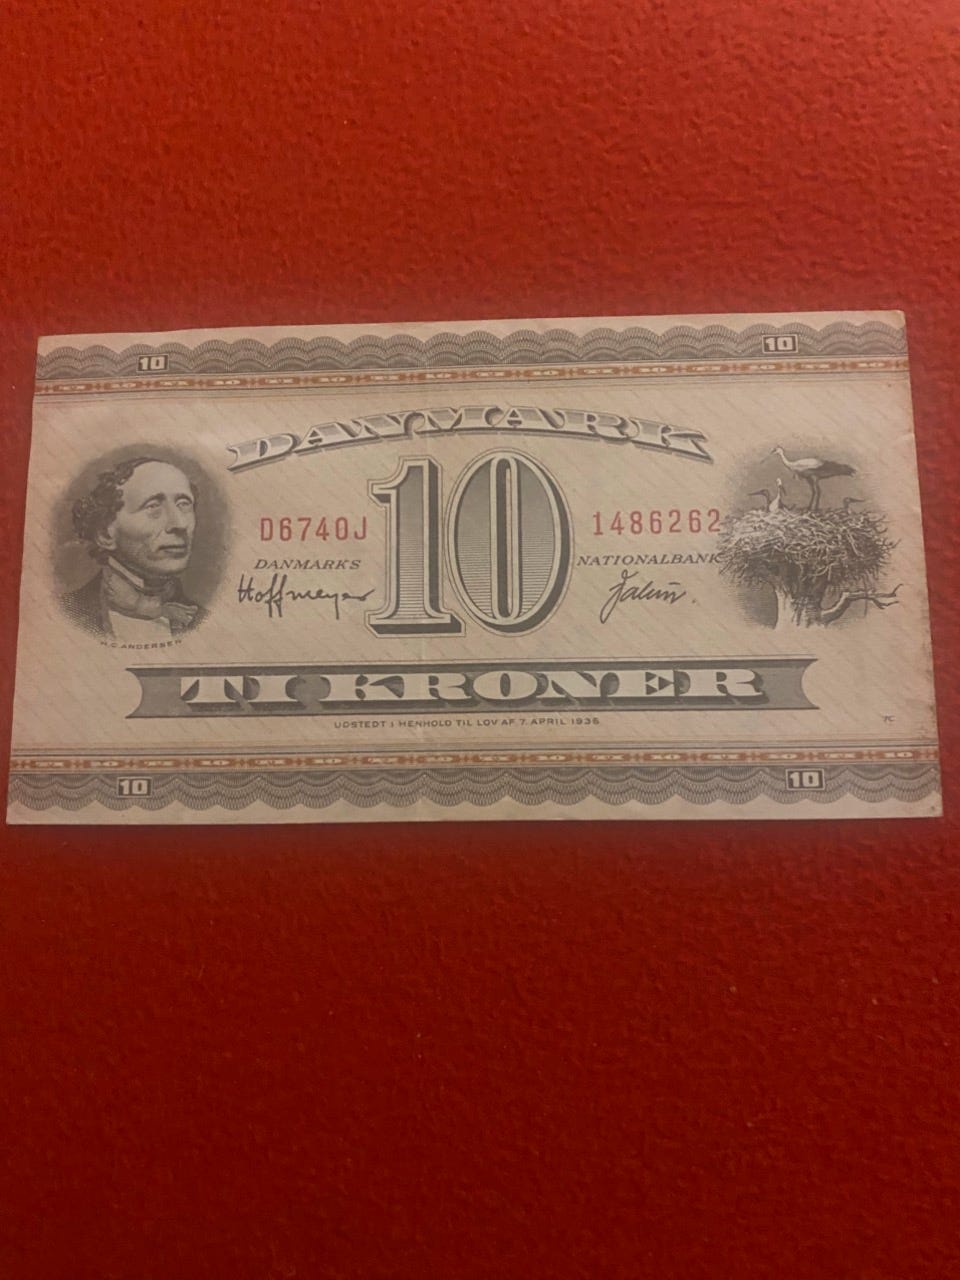 10 10
DANMARK
10
D6740J 1486262
DANMARKS NATIONALBANK
Hoffmeyer
H.C. ANDERSEN
TI KRONER
UDSTEDT I HENHOLD TIL LOV AF 7. APRIL 1936
10 10